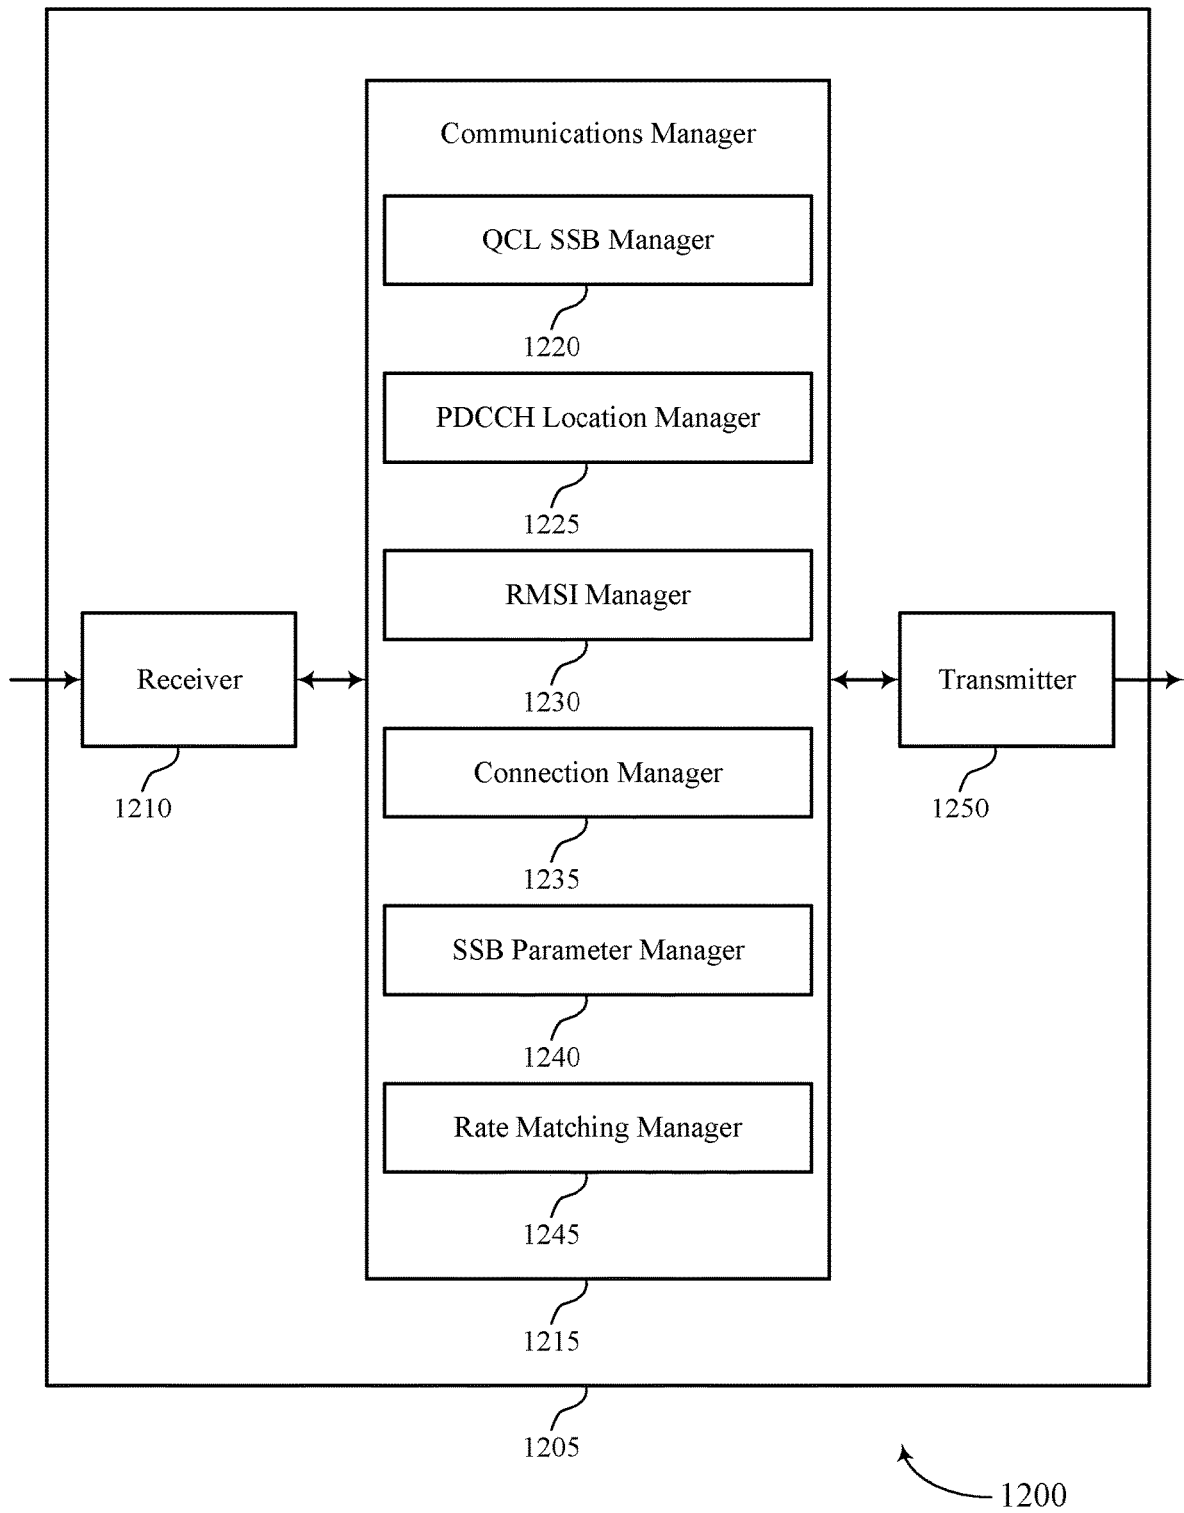 Communications Manager
QCL SSB Manager
1220
PDCCH Location Manager
1225
RMSI Manager
1230
Receiver
1210
Transmitter
1250
Connection Manager
1235
SSB Parameter Manager
1240
Rate Matching Manager
1245
1215
1205
1200